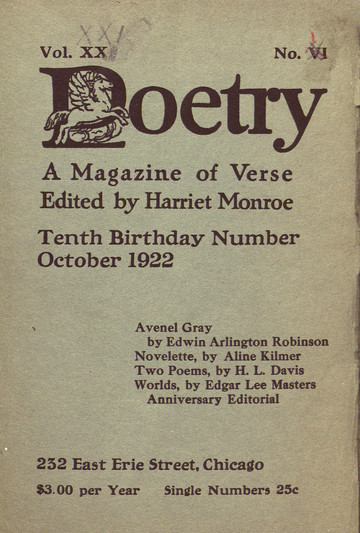 Vol. XX No. VI
Poetry
A Magazine of Verse
Edited by Harriet Monroe
Tenth Birthday Number
October 1922
Avenel Gray
by Edwin Arlington Robinson
Novelette, by Aline Kilmer
Two Poems, by H. L. Davis
Worlds, by Edgar Lee Masters
Anniversary Editorial
232 East Erie Street, Chicago
$3.00 per Year Single Numbers 25c